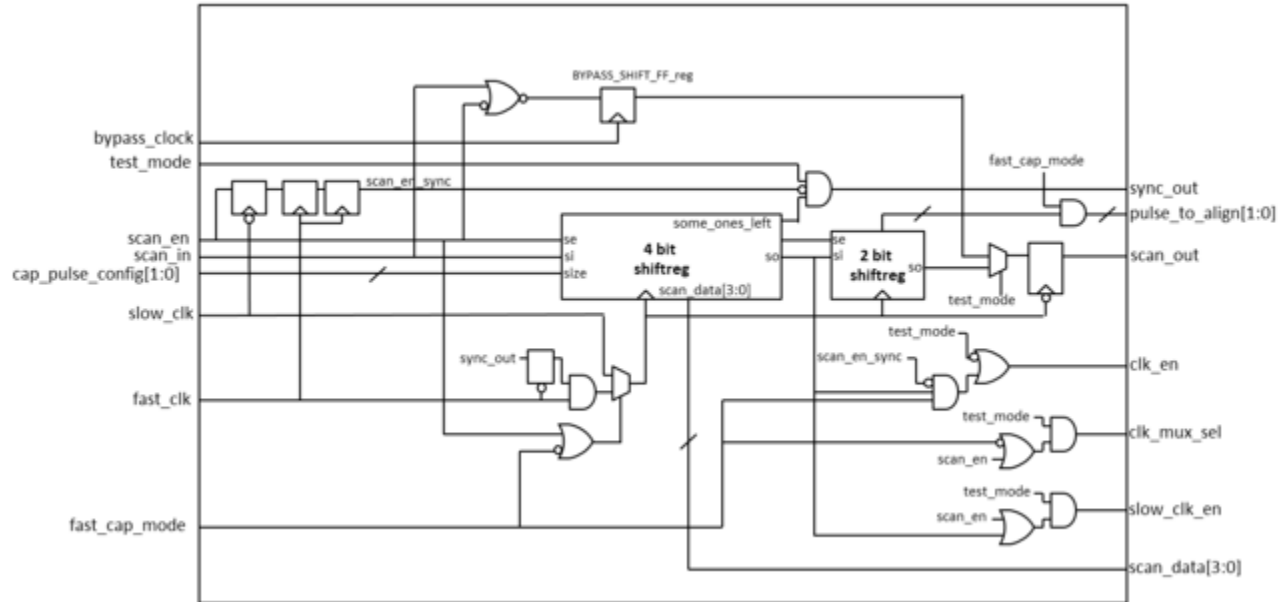 BYPASS_SHIFT_FF_reg
bypass_clock
test_mode
fast_cap_mode
scan_en_sync
sync_out
some_ones_left
pulse_to_align[1:0]
scan_en
se
se
scan_in
si
4 bit
shiftreg
so
si
2 bit
shiftreg
so
scan_out
cap_pulse_config[1:0]
size
scan_data[3:0]
test_mode
slow_clk
test_mode
sync_out
scan_en_sync
clk_en
fast_clk
test_mode
clk_mux_sel
scan_en
test_mode
slow_clk_en
scan_en
fast_cap_mode
scan_data[3:0]